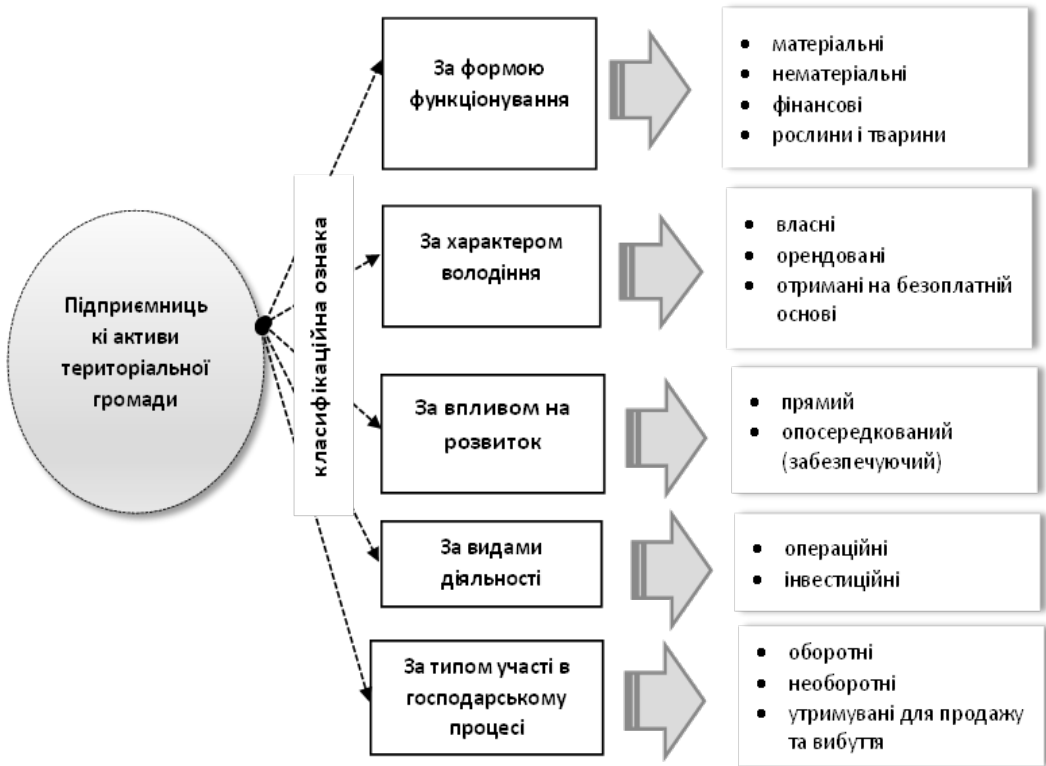 Підприємниць
кі активи
територіальної
громади
класифікаційна ознака
За формою
функціонування
• матеріальні
• нематеріальні
• фінансові
• рослини і тварини
За характером
володіння
• власні
• орендовані
• отримані на безоплатній
основі
За впливом на
розвиток
• прямий
• опосередкований
(забезпечуючий)
За видами
діяльності
• операційні
• інвестиційні
За типом участі в
господарському
процесі
• оборотні
• необоротні
• утримувані для продажу
та вибуття